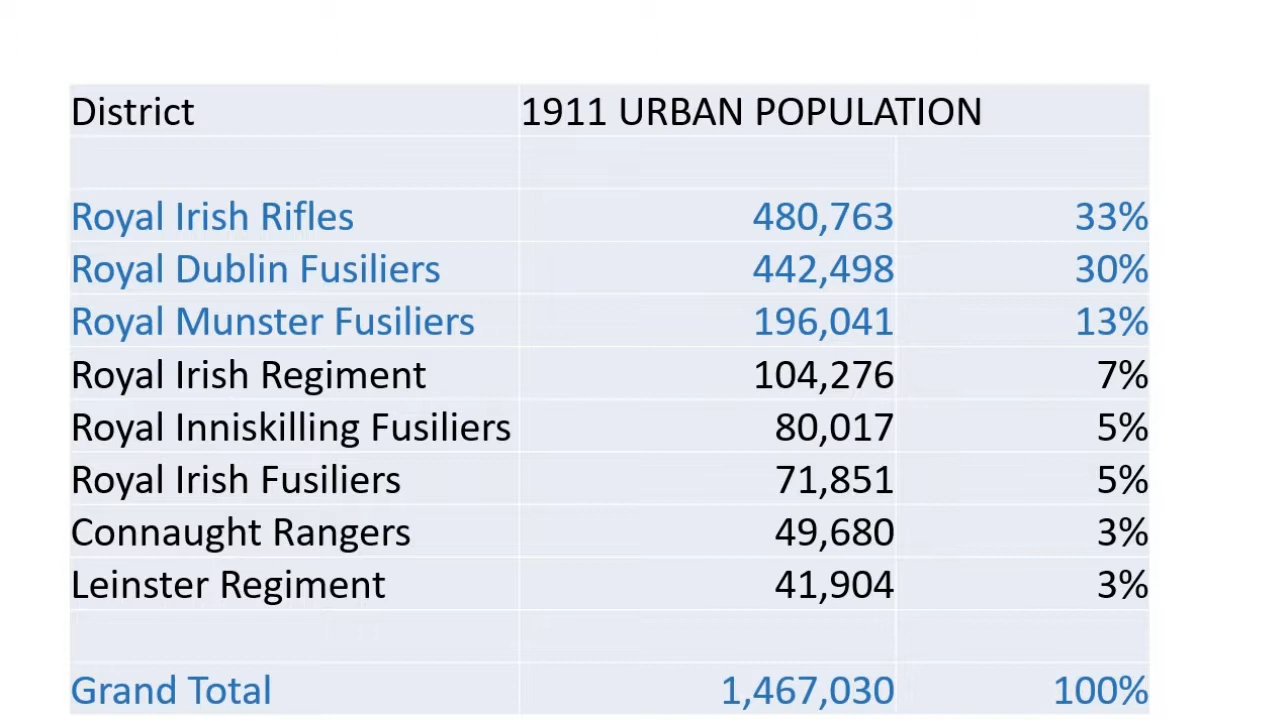 District 1911 URBAN POPULATION
Royal Irish Rifles 480,763 33%
Royal Dublin Fusiliers 442,498 30%
Royal Munster Fusiliers 196,041 13%
Royal Irish Regiment 104,276 7%
Royal Inniskilling Fusiliers 80,017 5%
Royal Irish Fusiliers 71,851 5%
Connaught Rangers 49,680 3%
Leinster Regiment 41,904 3%
Grand Total 1,467,030 100%